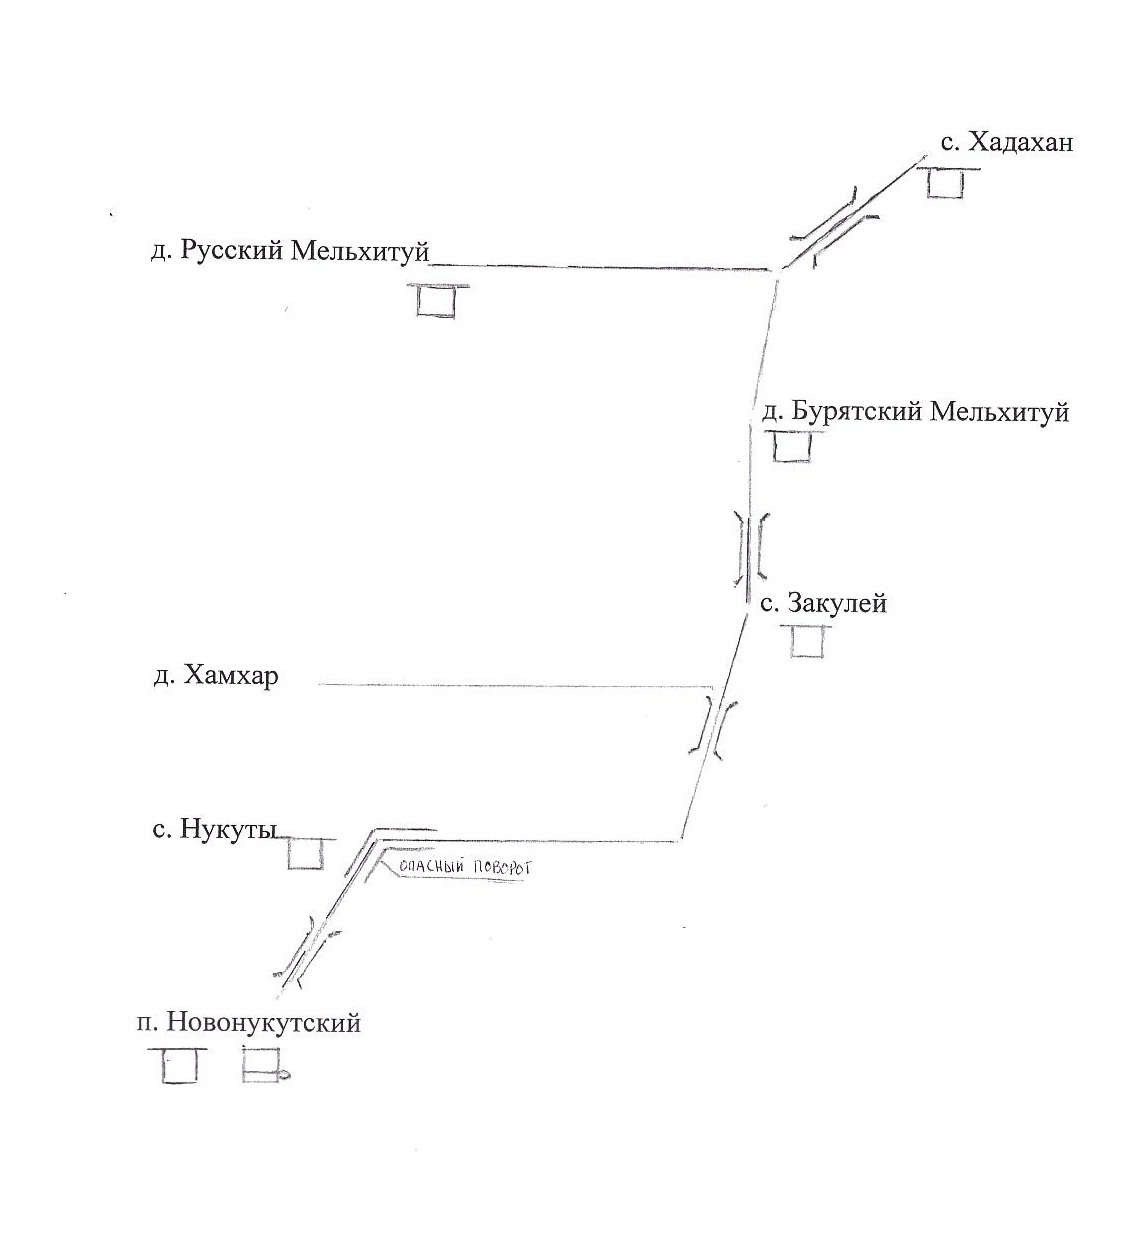 с. Хадахан
д. Русский Мельхитуй
д. Бурятский Мельхитуй
с. Закулей
д. Хамхар
с. Нукуты
ОПАСНЫЙ ПОВОРОТ
п. Новонукутский